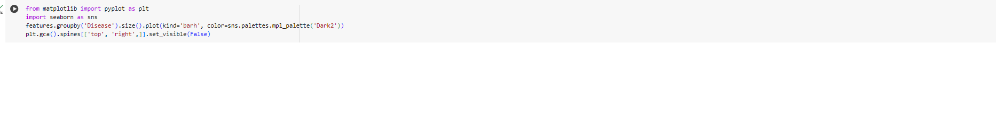 from matplotlib import pyplot as plt
import seaborn as sns
features.groupby('Disease').size().plot(kind='barh', color=sns.palettes.mpl_palette('Dark2'))
plt.gca().spines[['top', 'right',]].set_visible(False)